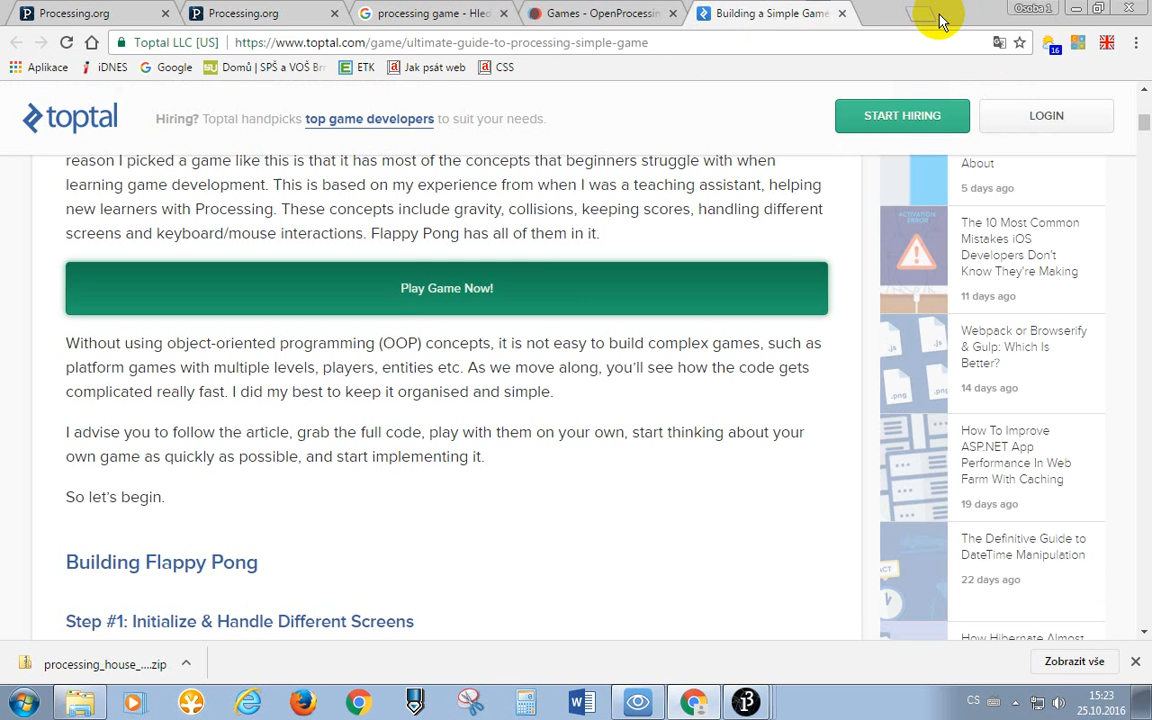 Processing.org
Processing.org
processing game - Hled
Games - OpenProcessin
Building a Simple Game
Osoba 1
Toptal LLC [US]
https://www.toptal.com/game/ultimate-guide-to-processing-simple-game
16
Aplikace
iDNES
Google
Domů | SPŠ a VOŠ Br
ETK
Jak psát web
CSS
toptal
Hiring? Toptal handpicks top game developers to suit your needs.
START HIRING
LOGIN
reason I picked a game like this is that it has most of the concepts that beginners struggle with when
learning game development. This is based on my experience from when I was a teaching assistant, helping
new learners with Processing. These concepts include gravity, collisions, keeping scores, handling different
screens and keyboard/mouse interactions. Flappy Pong has all of them in it.
Play Game Now!
Without using object-oriented programming (OOP) concepts, it is not easy to build complex games, such as
platform games with multiple levels, players, entities etc. As we move along, you'll see how the code gets
complicated really fast. I did my best to keep it organised and simple.
I advise you to follow the article, grab the full code, play with them on your own, start thinking about your
own game as quickly as possible, and start implementing it.
So let's begin.
Building Flappy Pong
Step #1: Initialize & Handle Different Screens
About
5 days ago
ACTIVATION
ERROR
The 10 Most Common
Mistakes iOS
Developers Don't
Know They're Making
11 days ago
.png
.png
Webpack or Browserify
& Gulp: Which Is
Better?
14 days ago
How To Improve
ASP.NET App
Performance In Web
Farm With Caching
19 days ago
The Definitive Guide to
DateTime Manipulation
22 days ago
How Hibernate Almost
processing_house_....zip
Zobrazit vše
CS
15:23
25.10.2016